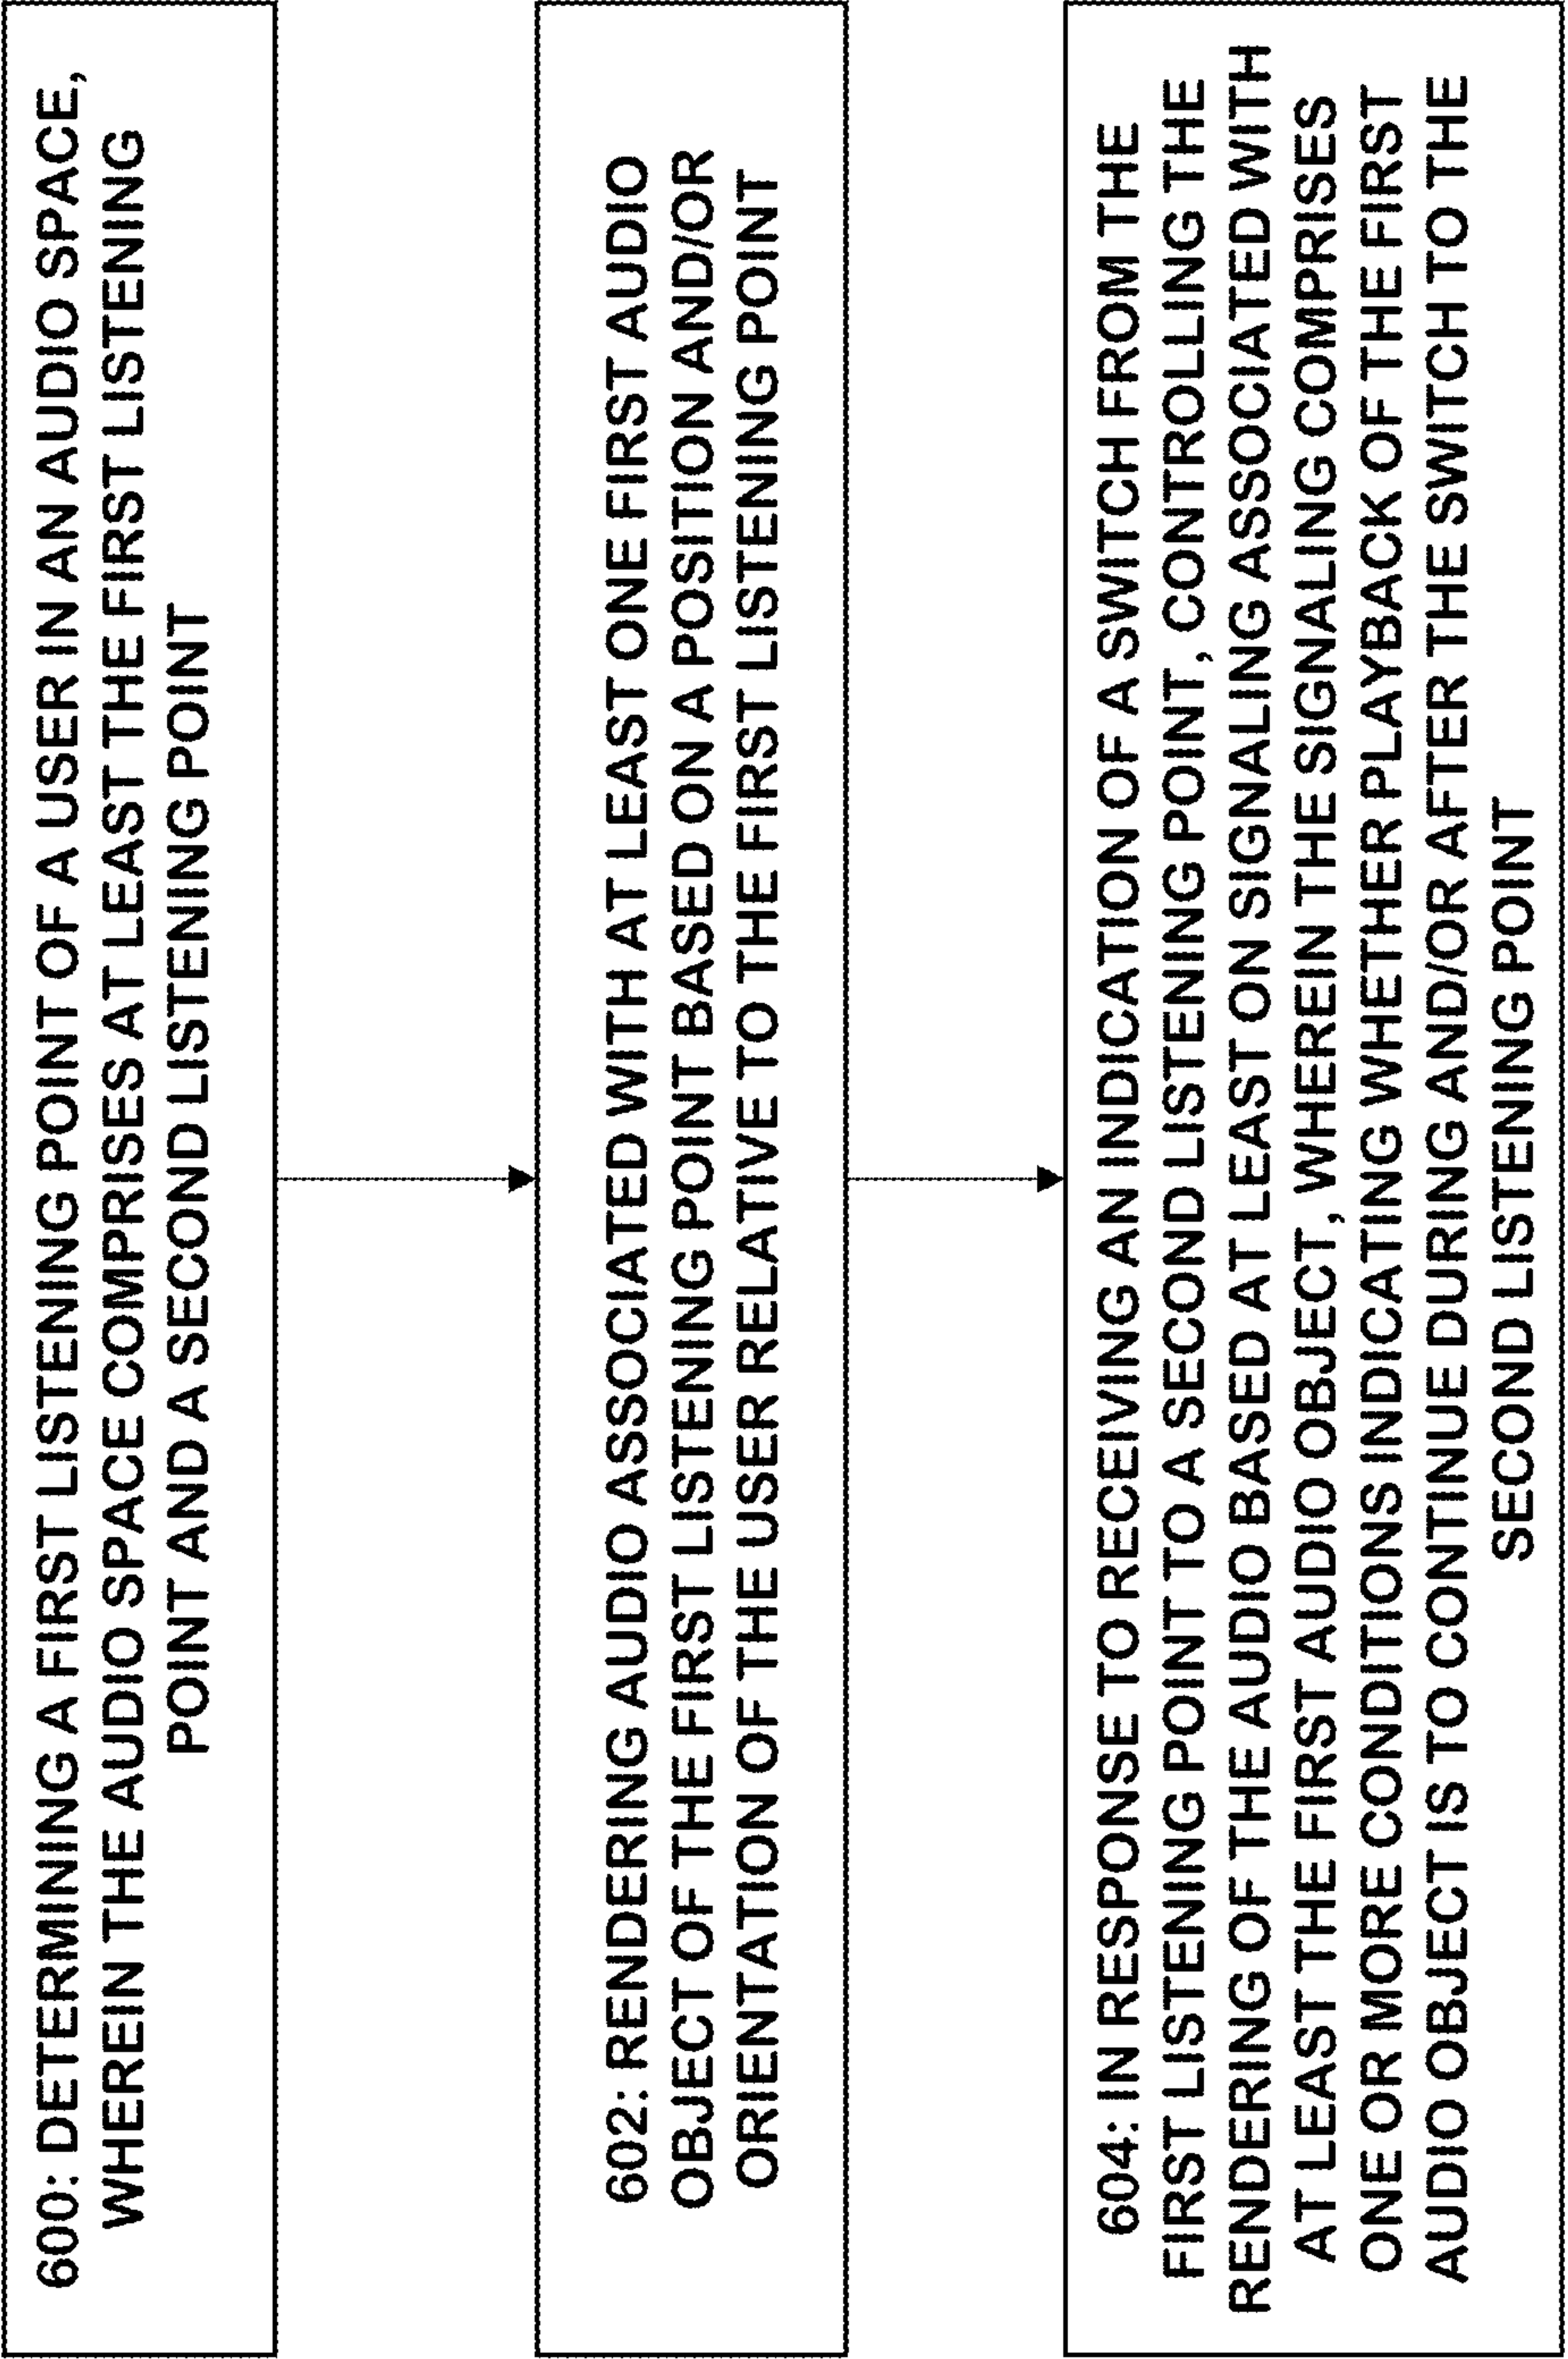 600: DETERMINING A FIRST LISTENING POINT OF A USER IN AN AUDIO SPACE,
WHEREIN THE AUDIO SPACE COMPRISES AT LEAST THE FIRST LISTENING
POINT AND A SECOND LISTENING POINT
602: RENDERING AUDIO ASSOCIATED WITH AT LEAST ONE FIRST AUDIO
OBJECT OF THE FIRST LISTENING POINT BASED ON A POSITION AND/OR
ORIENTATION OF THE USER RELATIVE TO THE FIRST LISTENING POINT
604: IN RESPONSE TO RECEIVING AN INDICATION OF A SWITCH FROM THE
FIRST LISTENING POINT TO A SECOND LISTENING POINT, CONTROLLING THE
RENDERING OF THE AUDIO BASED AT LEAST ON SIGNALING ASSOCIATED WITH
AT LEAST THE FIRST AUDIO OBJECT, WHEREIN THE SIGNALING COMPRISES
ONE OR MORE CONDITIONS INDICATING WHETHER PLAYBACK OF THE FIRST
AUDIO OBJECT IS TO CONTINUE DURING AND/OR AFTER THE SWITCH TO THE
SECOND LISTENING POINT